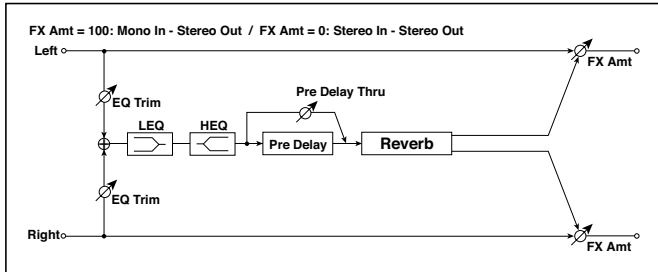 FX Amt = 100: Mono In - Stereo Out / FX Amt = 0: Stereo In - Stereo Out
Left
FX Amt
EQ Trim
Pre Delay Thru
LEQ
HEQ
Pre Delay
Reverb
EQ Trim
Right
FX Amt